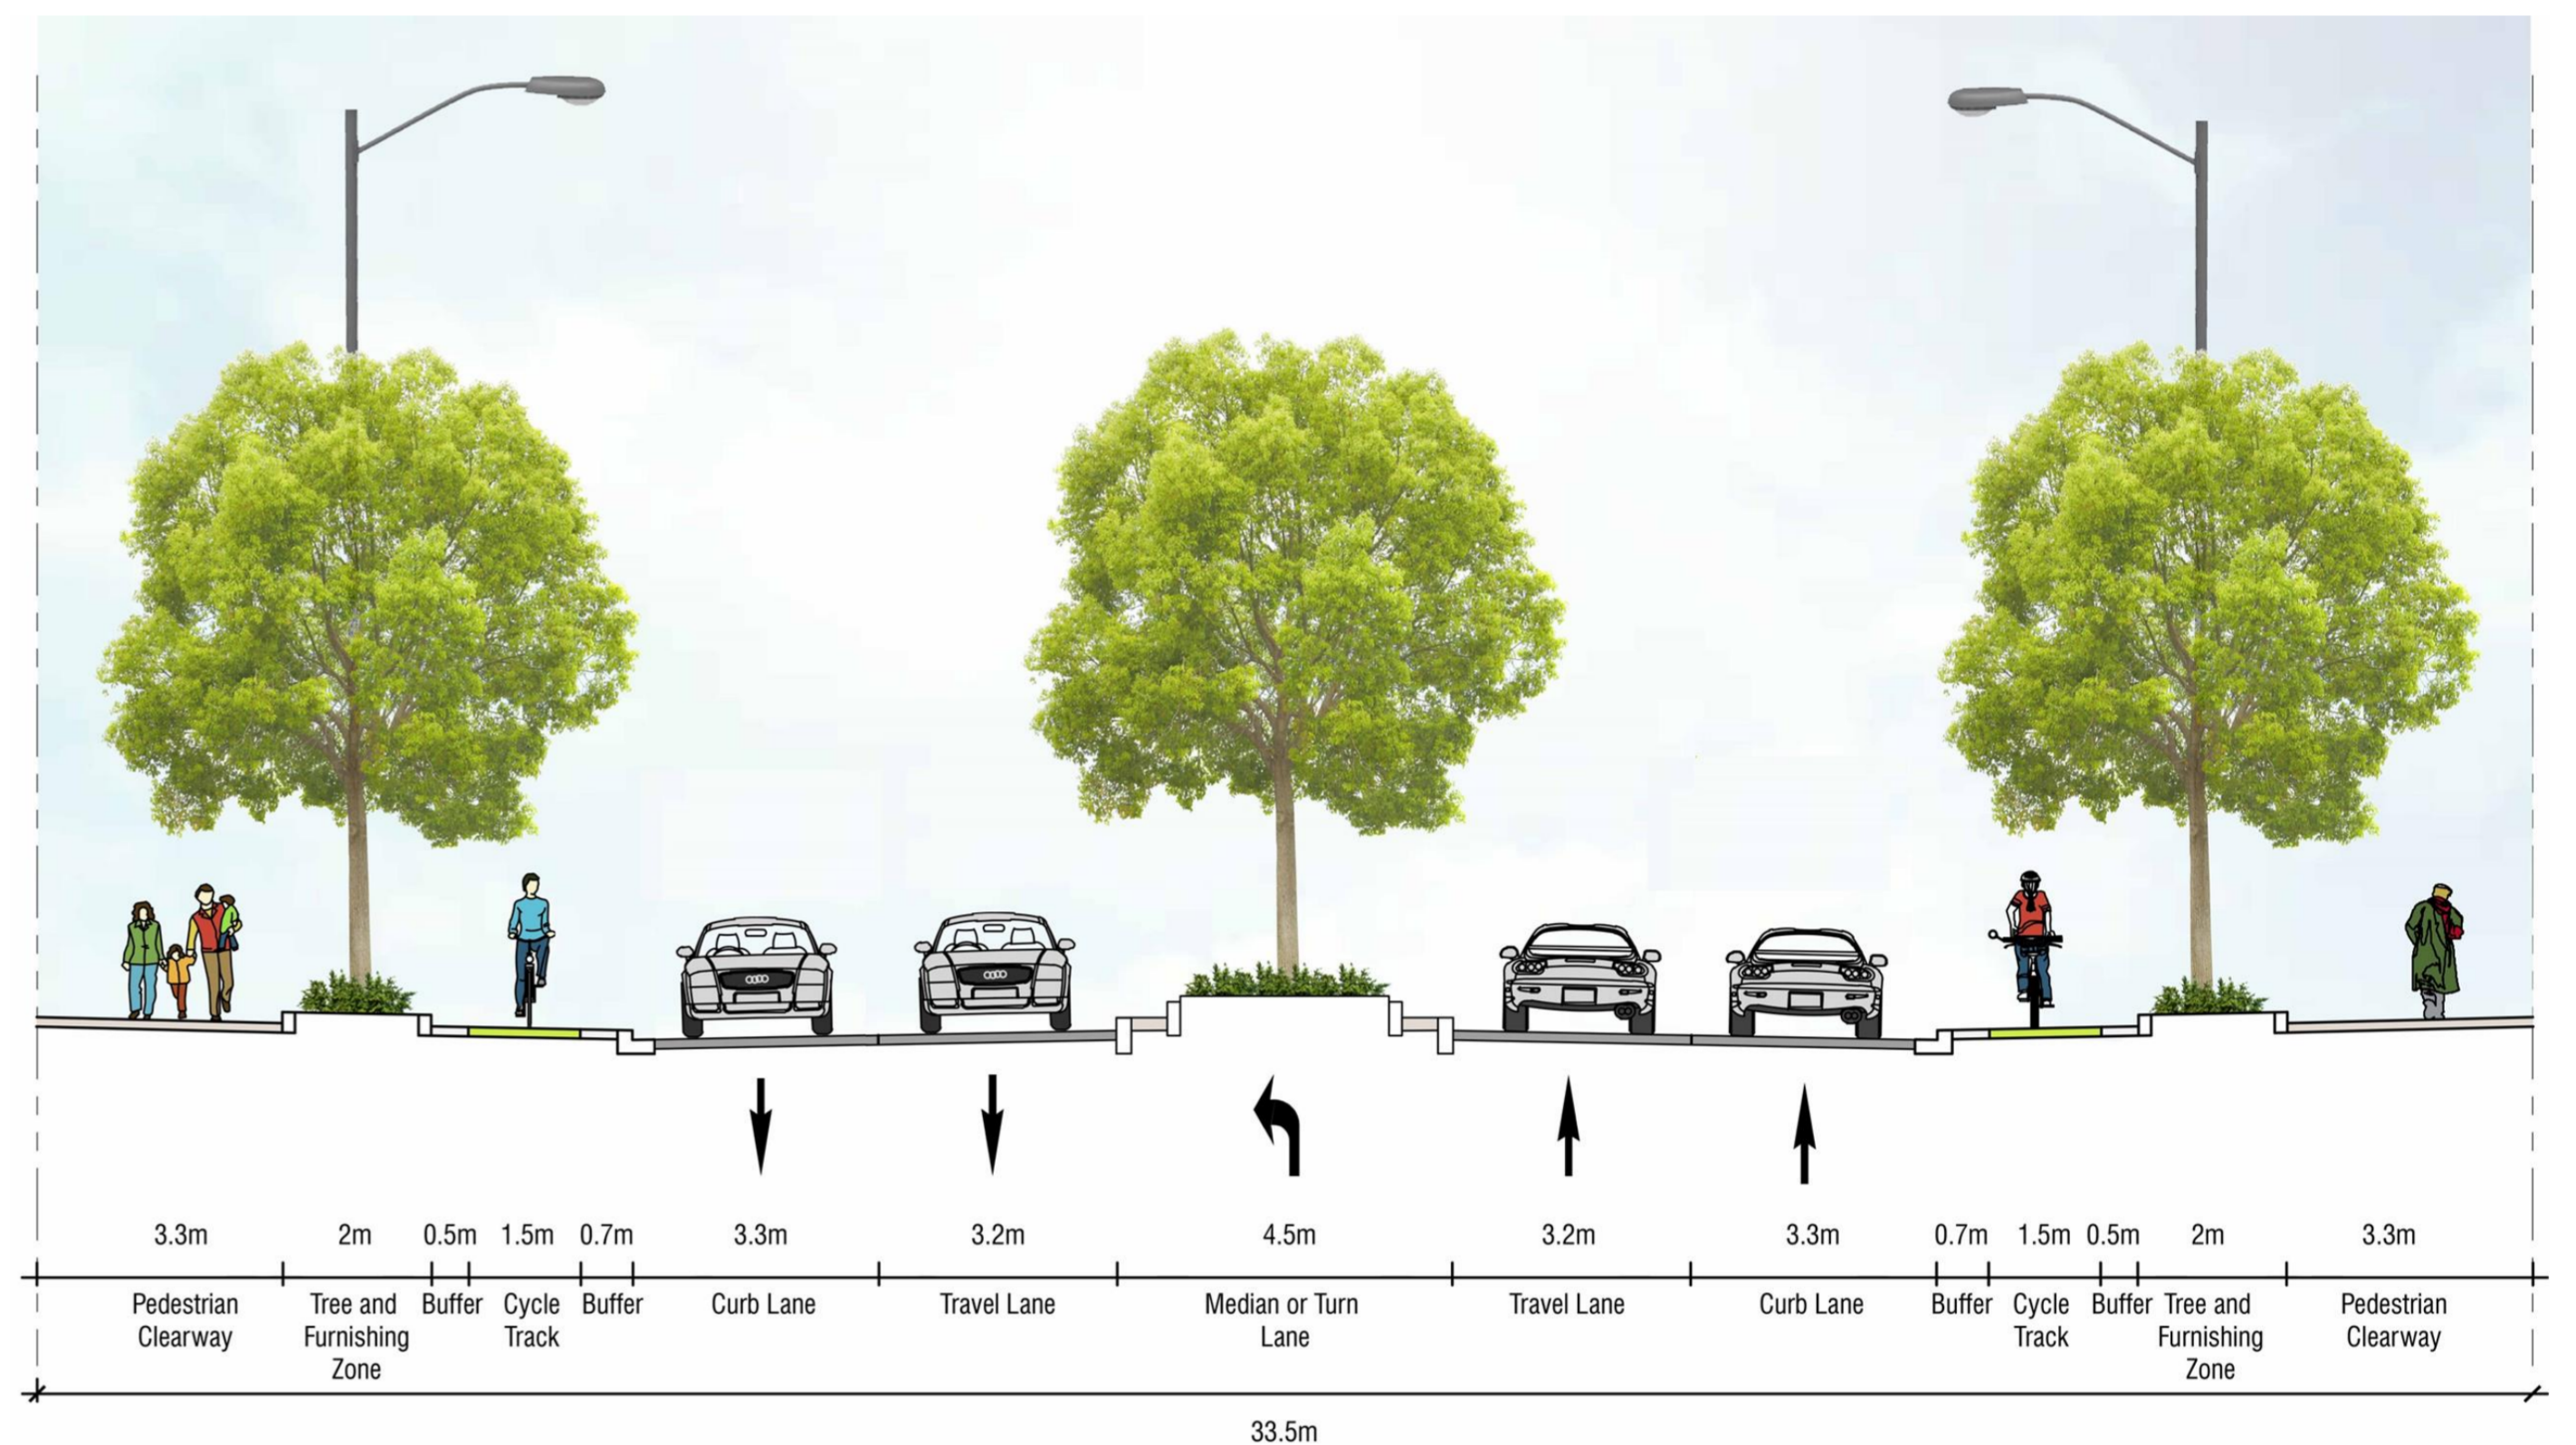 3.3m 2m 0.5m 1.5m 0.7m 3.3m 3.2m 4.5m 3.2m 3.3m 0.7m 1.5m 0.5m 2m 3.3m
Pedestrian Tree and Buffer Cycle Buffer Curb Lane Travel Lane Median or Turn Travel Lane Curb Lane Buffer Cycle Buffer Tree and Pedestrian
Clearway Furnishing Track Lane Track Furnishing Clearway
Zone Zone
33.5m